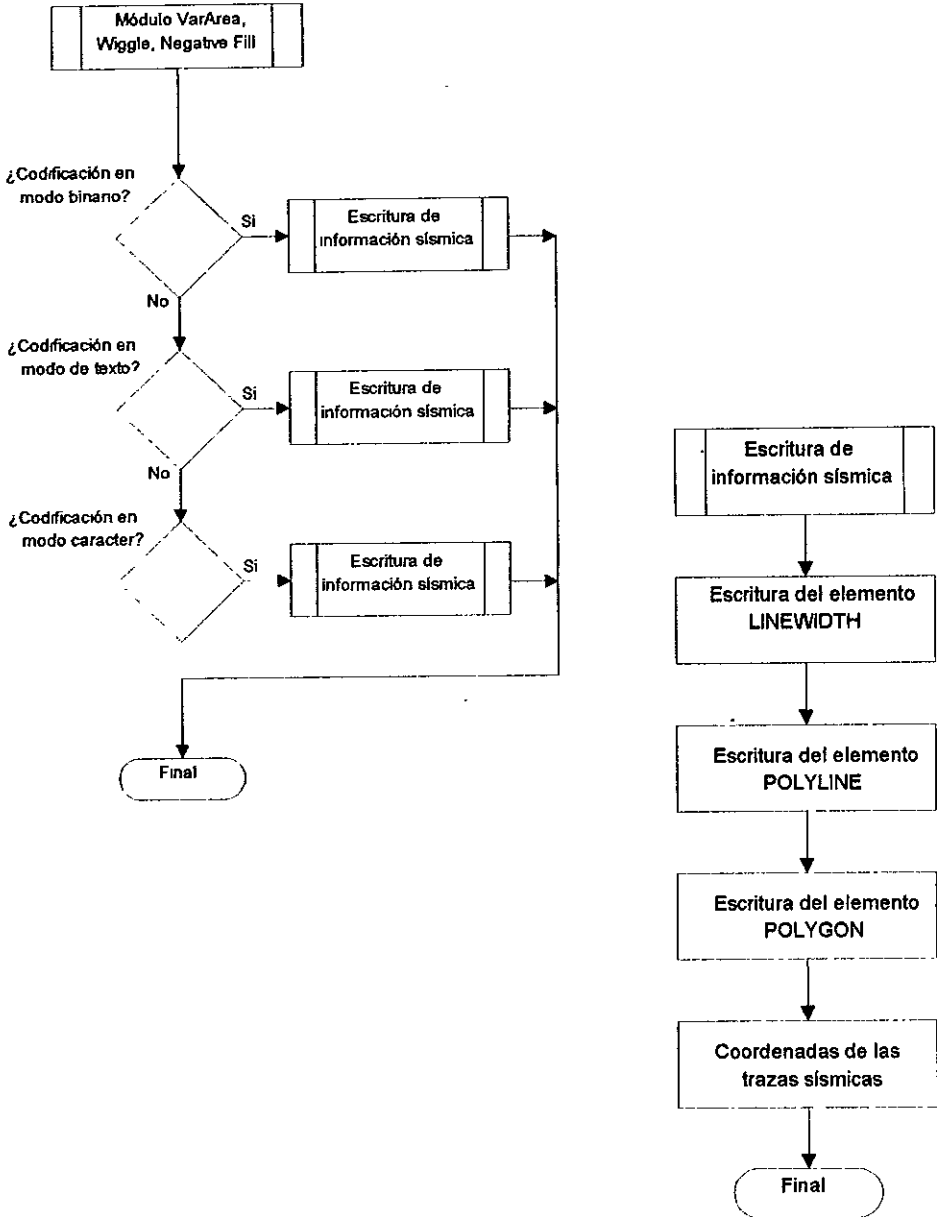 Módulo VarArea,
Wiggle, Negative Fill
¿Codificación en
modo binario?
Si
Escritura de
información sísmica
No
¿Codificación en
modo de texto?
Si
Escritura de
información sísmica
No
¿Codificación en
modo caracter?
Si
Escritura de
información sísmica
Final
Escritura de
información sísmica
Escritura del elemento
LINEWIDTH
Escritura del elemento
POLYLINE
Escritura del elemento
POLYGON
Coordenadas de las
trazas sísmicas
Final